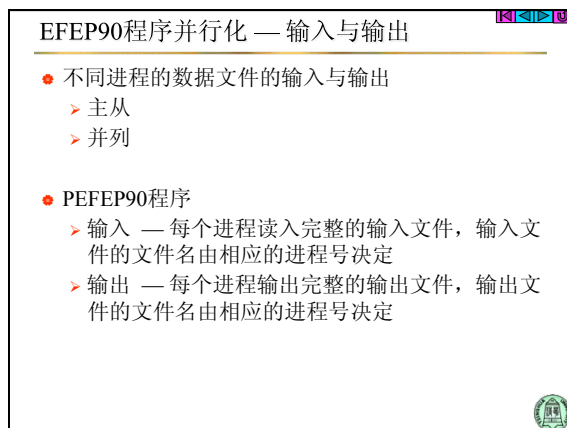 EFEP90程序并行化 — 输入与输出
不同进程的数据文件的输入与输出
主从
并列
PEFEP90程序
输入 — 每个进程读入完整的输入文件，输入文
件的文件名由相应的进程号决定
输出 — 每个进程输出完整的输出文件，输出文
件的文件名由相应的进程号决定